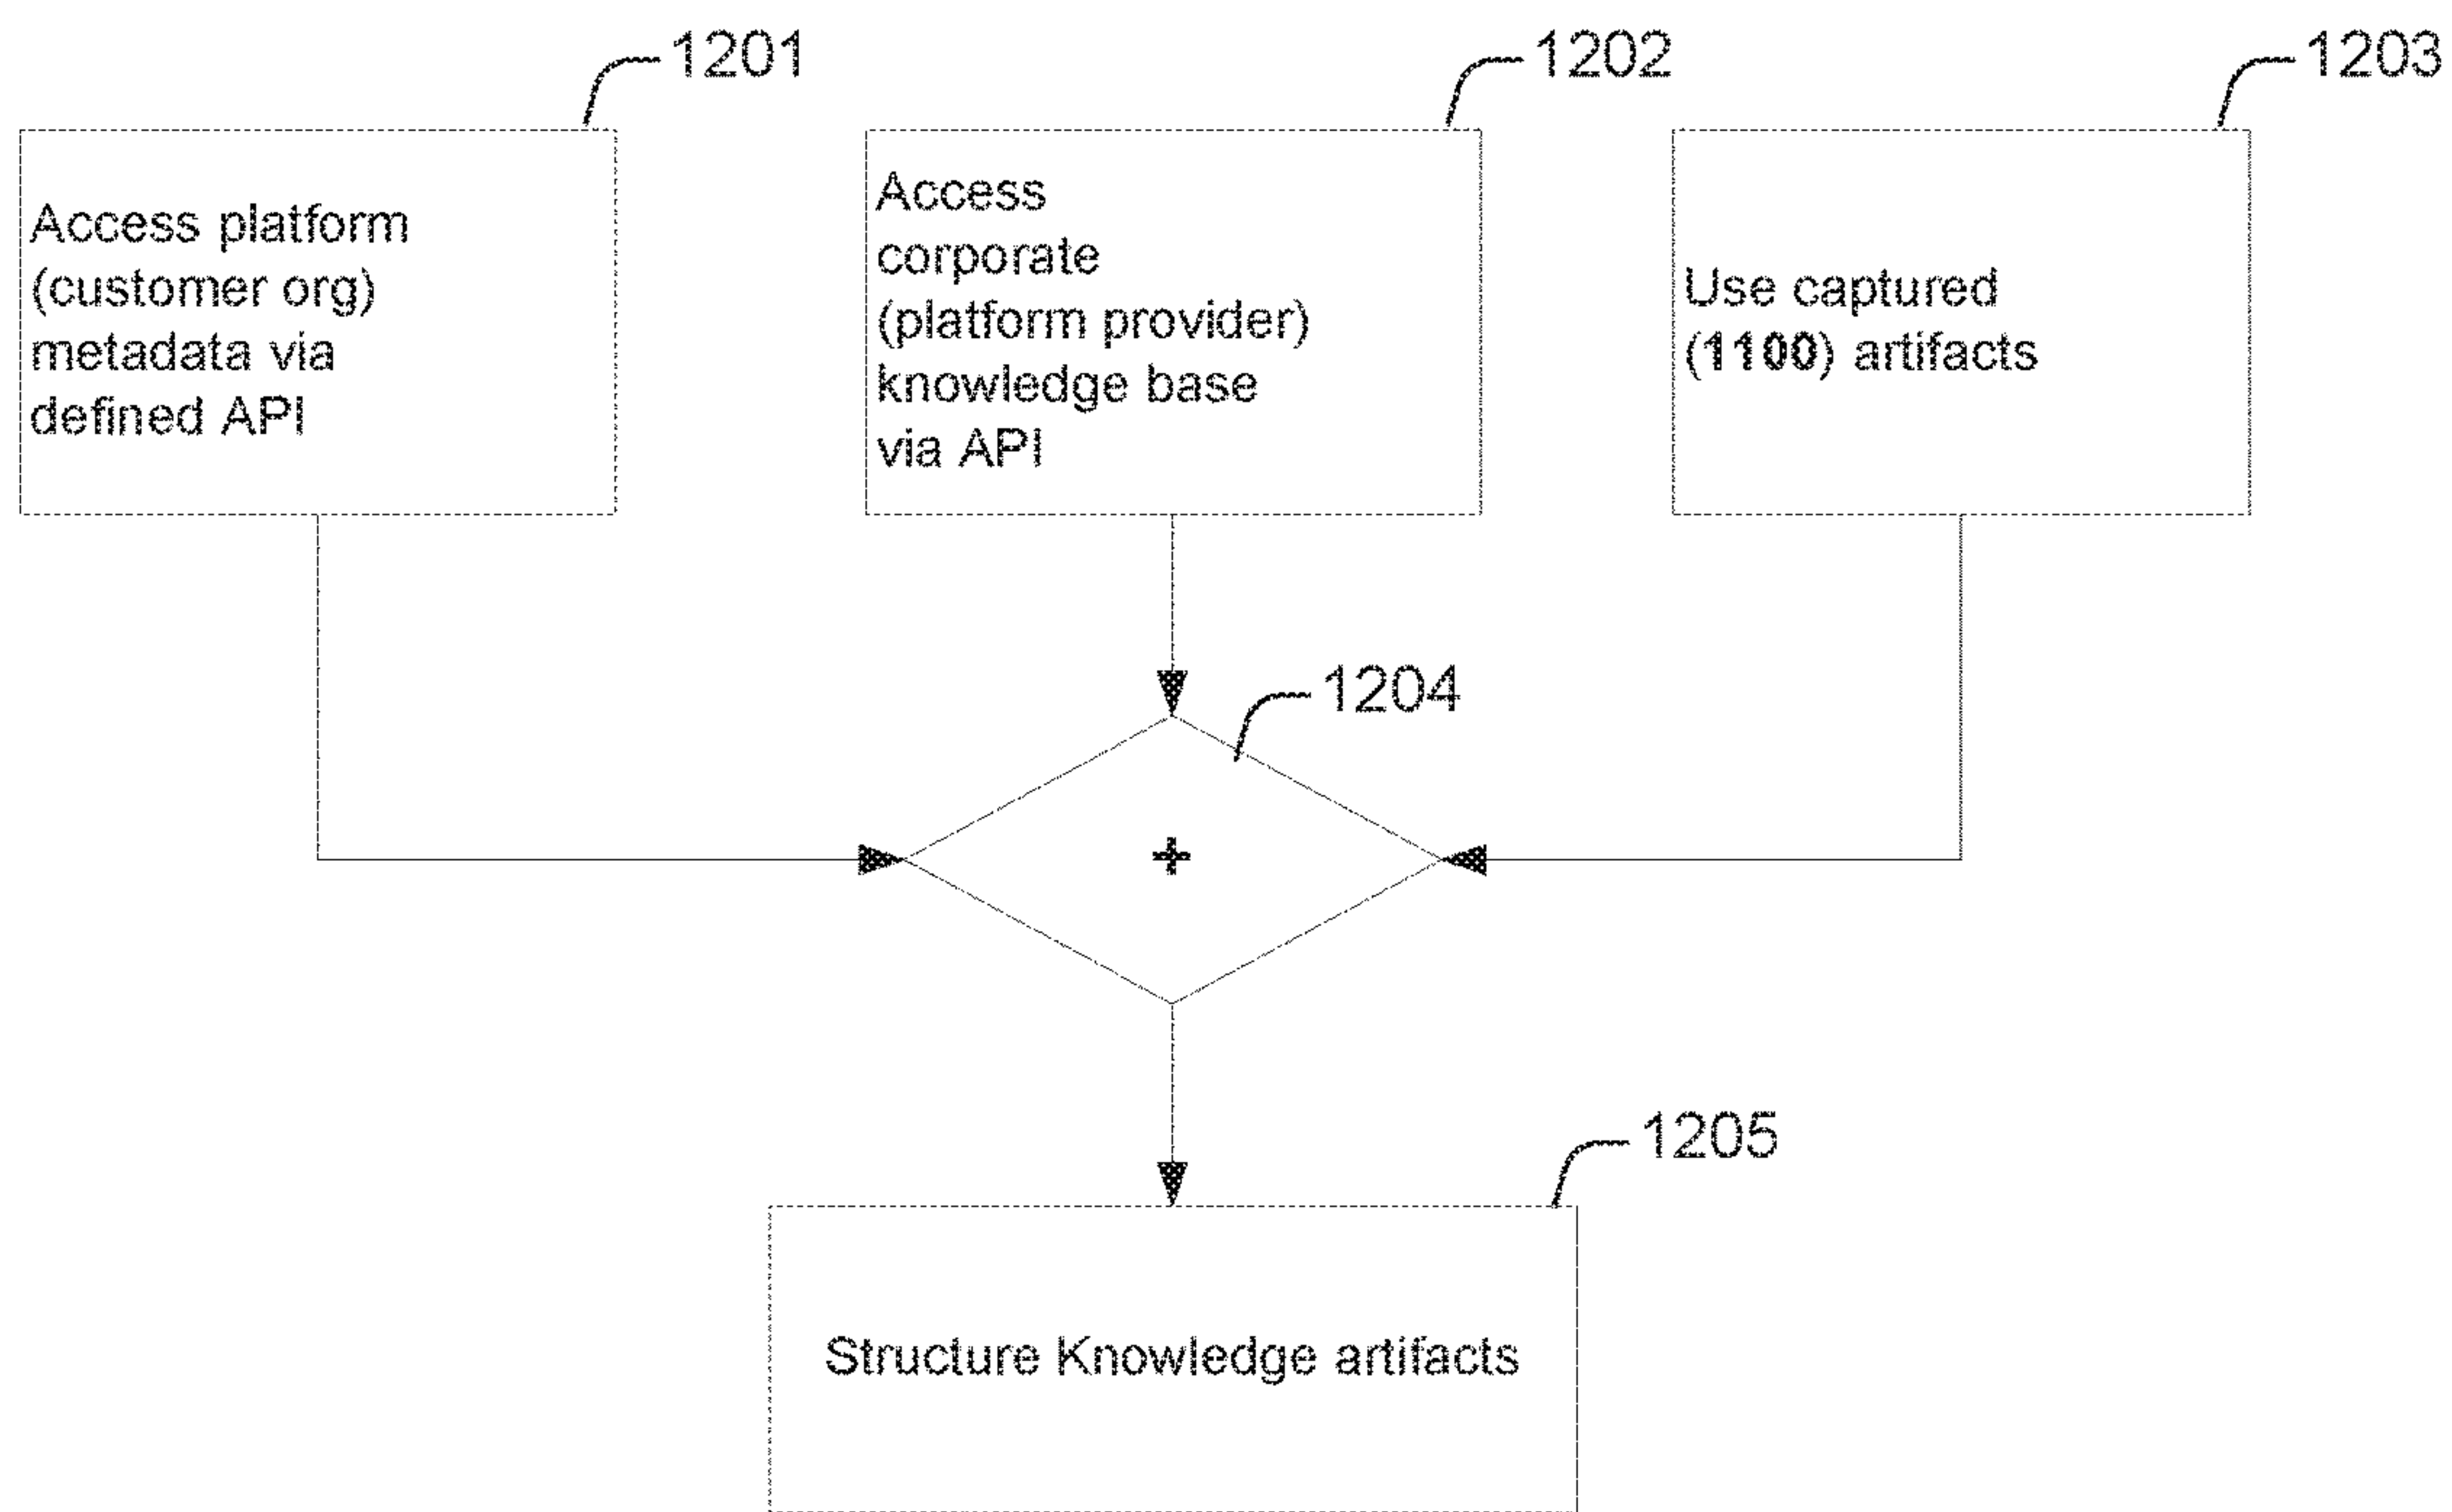 1201
Access platform
(customer org)
metadata via
defined API
1202
Access
corporate
(platform provider)
knowledge base
via API
1203
Use captured
(1100) artifacts
1204
+
1205
Structure Knowledge artifacts